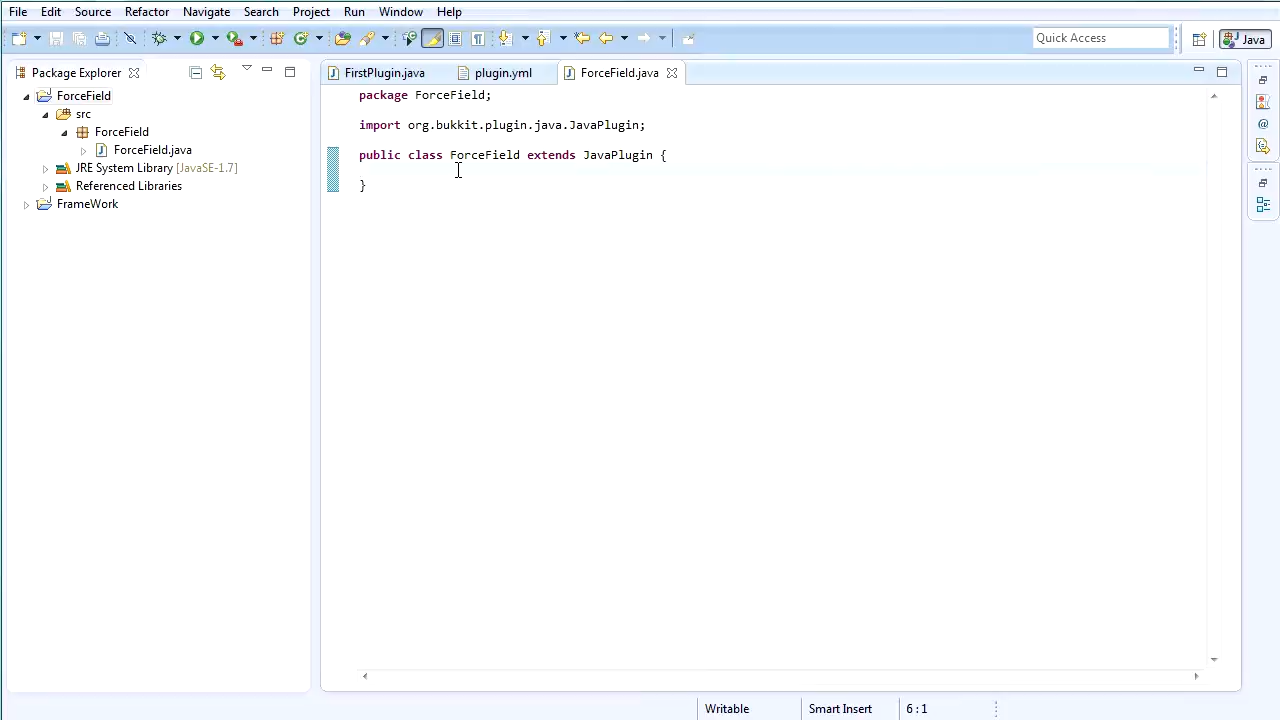 File Edit Source Refactor Navigate Search Project Run Window Help
Quick Access
Java
Package Explorer
ForceField
src
ForceField
ForceField.java
JRE System Library [JavaSE-1.7]
Referenced Libraries
FrameWork
FirstPlugin.java plugin.yml ForceField.java
package ForceField;
import org.bukkit.plugin.java.JavaPlugin;
public class ForceField extends JavaPlugin {
}
Writable Smart Insert 6 : 1